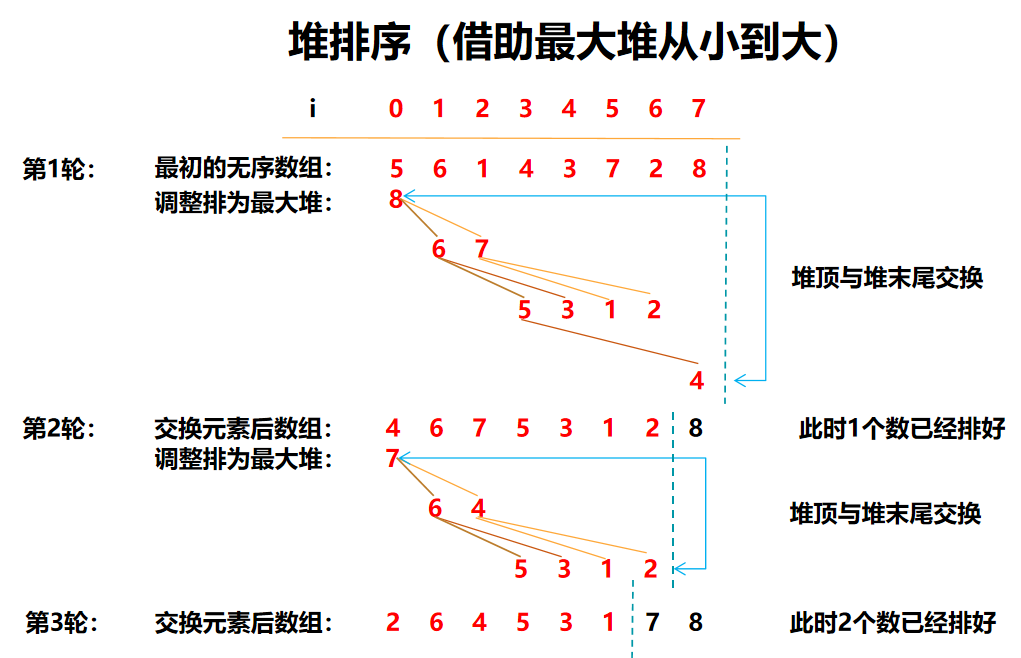 堆排序（借助最大堆从小到大）
i 0 1 2 3 4 5 6 7
第1轮： 最初的无序数组： 5 6 1 4 3 7 2 8
调整排为最大堆： 8
6 7
堆顶与堆末尾交换
5 3 1 2
4
第2轮： 交换元素后数组： 4 6 7 5 3 1 2 8 此时1个数已经排好
调整排为最大堆： 7
6 4 堆顶与堆末尾交换
5 3 1 2
第3轮： 交换元素后数组： 2 6 4 5 3 1 7 8 此时2个数已经排好